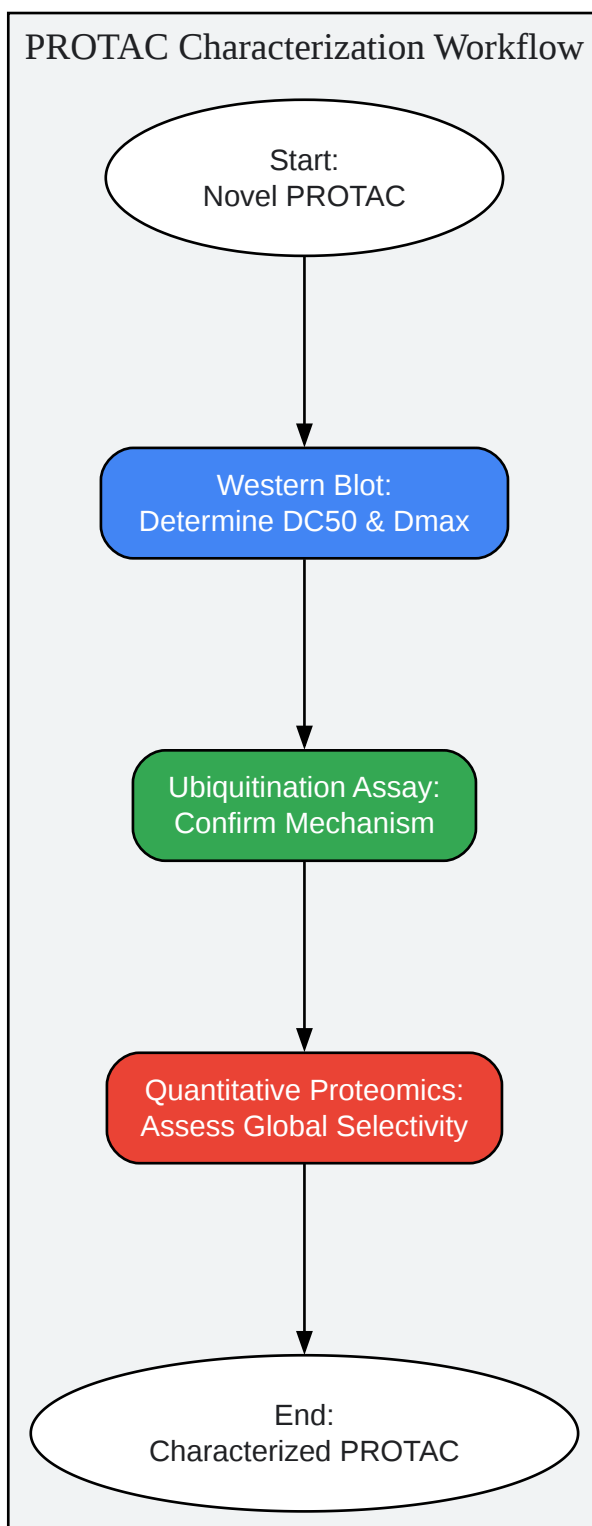 PROTAC Characterization Workflow
Start:
Novel PROTAC
Western Blot:
Determine DC50 & Dmax
Ubiquitination Assay:
Confirm Mechanism
Quantitative Proteomics:
Assess Global Selectivity
End:
Characterized PROTAC